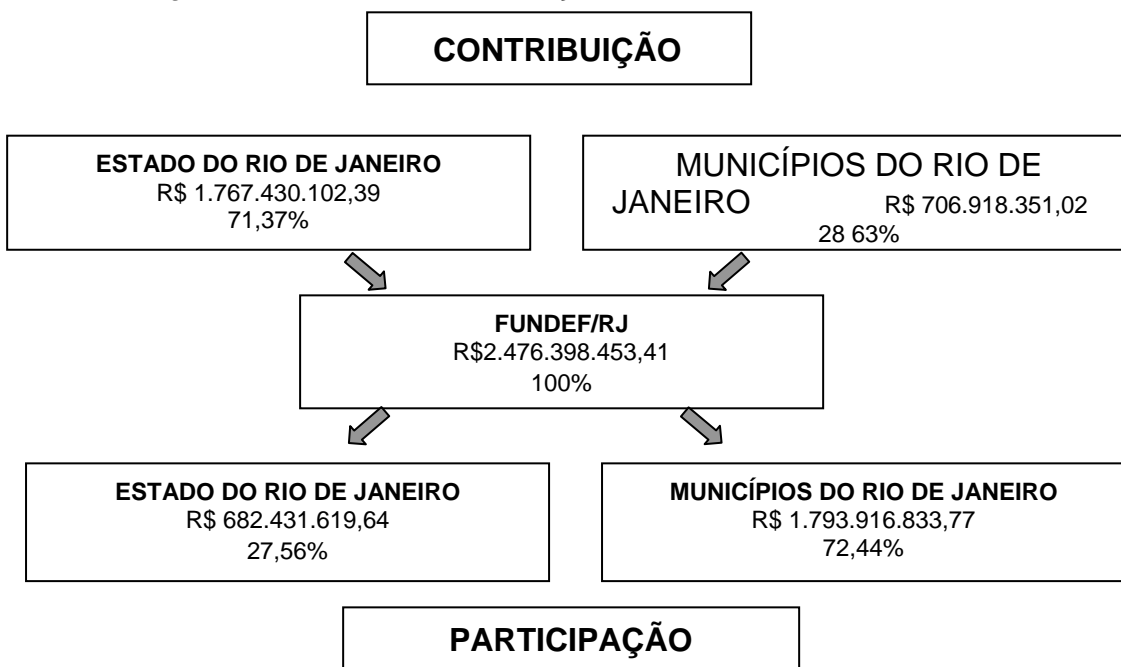 CONTRIBUIÇÃO
ESTADO DO RIO DE JANEIRO
R$ 1.767.430.102,39
71,37%
MUNICÍPIOS DO RIO DE
JANEIRO R$ 706.918.351,02
28 63%
FUNDEF/RJ
R$2.476.398.453,41
100%
ESTADO DO RIO DE JANEIRO
R$ 682.431.619,64
27,56%
MUNICÍPIOS DO RIO DE JANEIRO
R$ 1.793.916.833,77
72,44%
PARTICIPAÇÃO